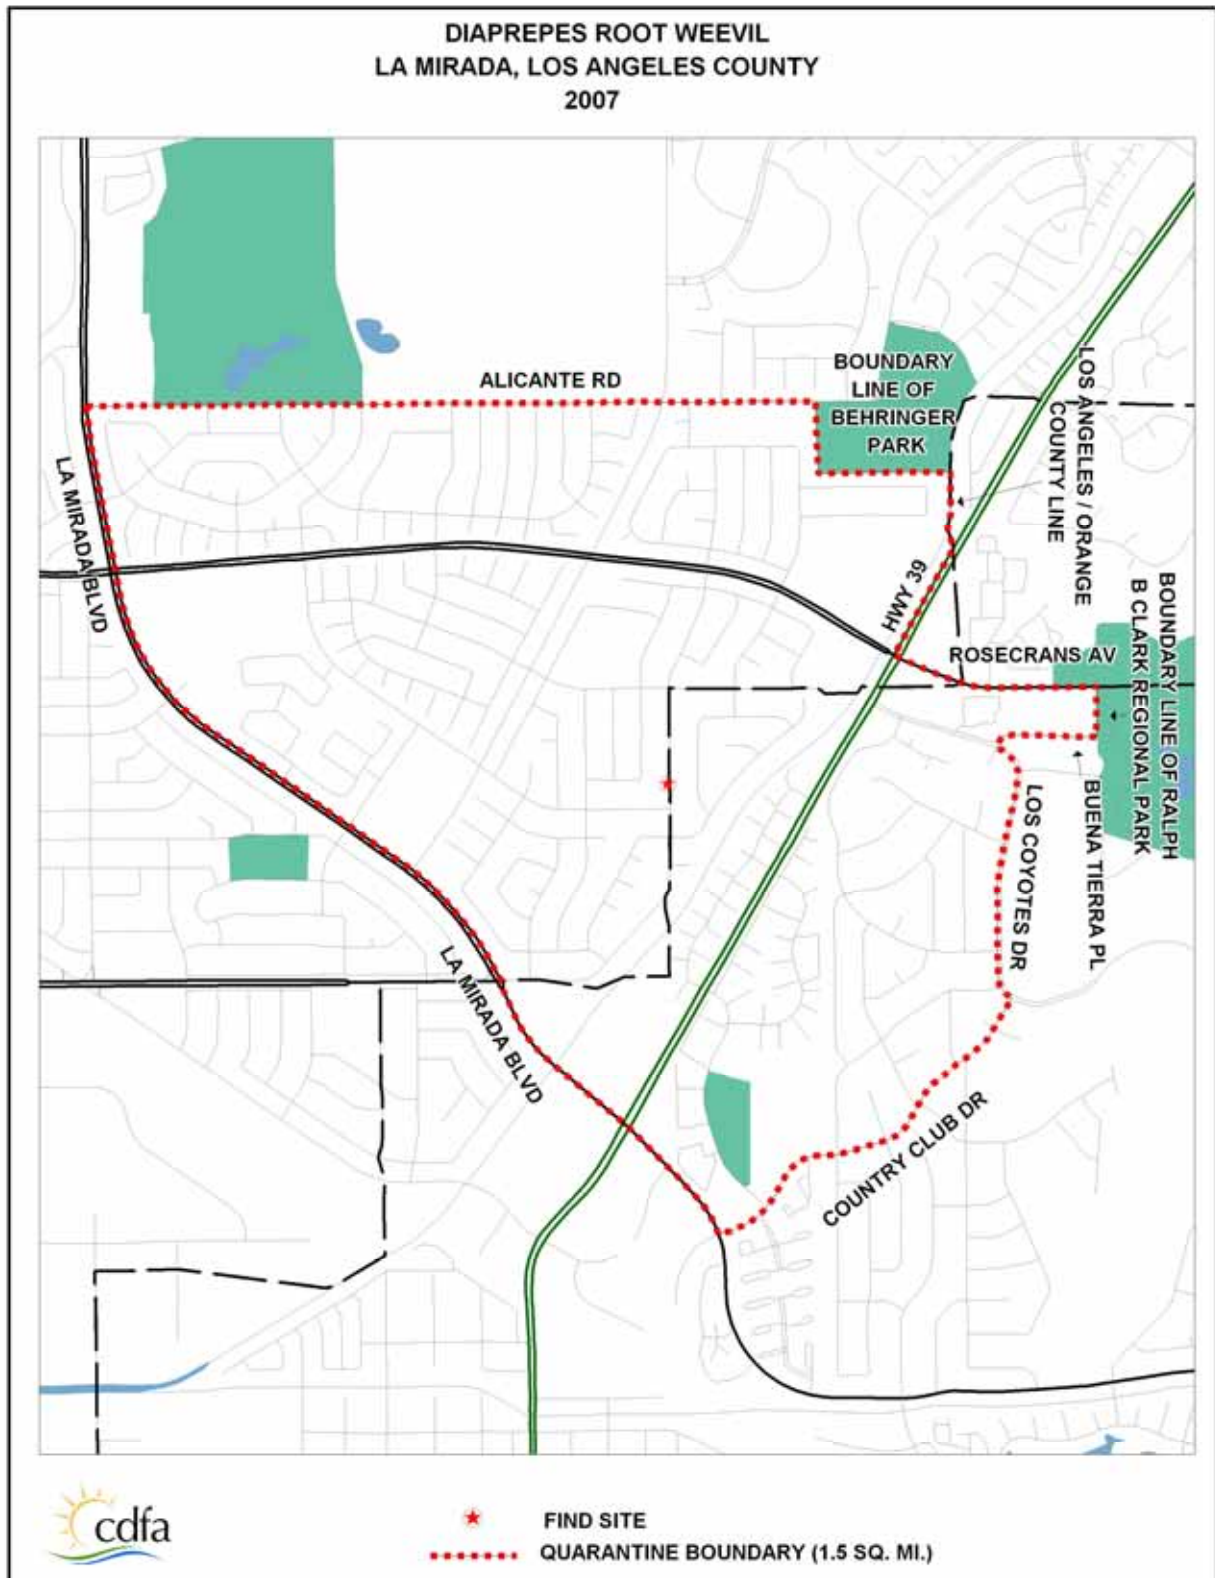 DIAPREPES ROOT WEEVIL
LA MIRADA, LOS ANGELES COUNTY
2007
ALICANTE RD
BOUNDARY
LINE OF
BEHRINGER
PARK
LOS ANGELES / ORANGE
COUNTY LINE
LA MIRADA BLVD
HWY 39
ROSECRANS AV
BOUNDARY LINE OF RALPH
B CLARK REGIONAL PARK
BUENA TIERRA PL
LOS COYOTES DR
LA MIRADA BLVD
COUNTRY CLUB DR
cdfa
FIND SITE
QUARANTINE BOUNDARY (1.5 SQ. MI.)